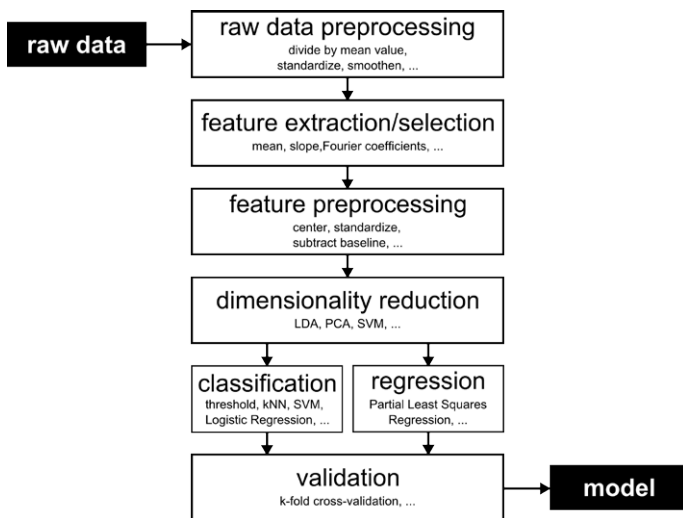 raw data
raw data preprocessing
divide by mean value,
standardize, smoothen, ...
feature extraction/selection
mean, slope,Fourier coefficients, ...
feature preprocessing
center, standardize,
subtract baseline, ...
dimensionality reduction
LDA, PCA, SVM, ...
classification
threshold, kNN, SVM,
Logistic Regression, ...
regression
Partial Least Squares
Regression, ...
validation
k-fold cross-validation, ...
model